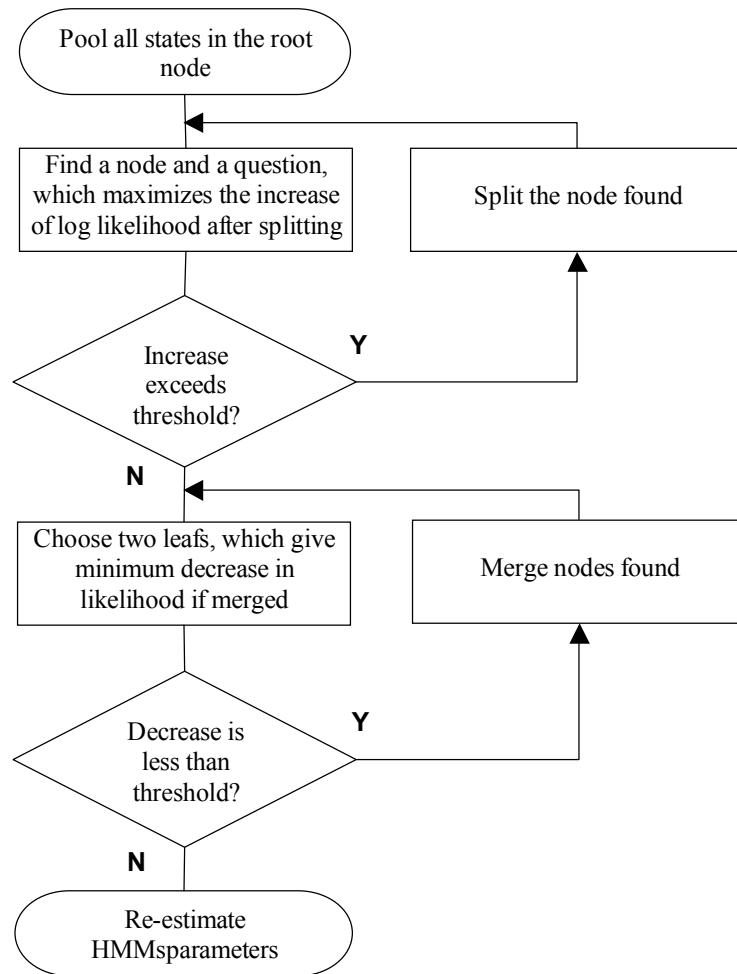 Pool all states in the root
node
Find a node and a question,
which maximizes the increase
of log likelihood after splitting
Split the node found
Increase
exceeds
threshold?
Y
N
Choose two leafs, which give
minimum decrease in
likelihood if merged
Merge nodes found
Decrease is
less than
threshold?
Y
N
Re-estimate
HMMsparameters